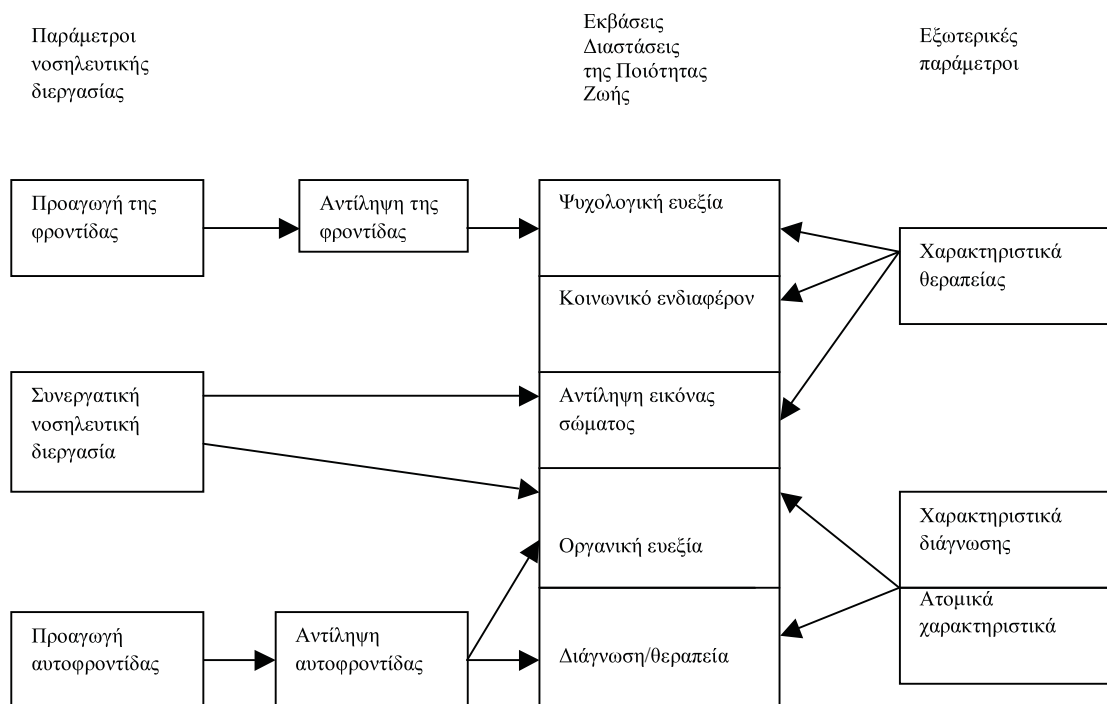 Παράμετροι
νοσηλευτικής
διεργασίας
Εκβάσεις
Διαστάσεις
της Ποιότητας
Ζωής
Εξωτερικές
παράμετροι
Προαγωγή της
φροντίδας
Αντίληψη της
φροντίδας
Ψυχολογική ευεξία
Χαρακτηριστικά
θεραπείας
Κοινωνικό ενδιαφέρον
Συνεργατική
νοσηλευτική
διεργασία
Αντίληψη εικόνας
σώματος
Οργανική ευεξία
Χαρακτηριστικά
διάγνωσης
Ατομικά
χαρακτηριστικά
Προαγωγή
αυτοφροντίδας
Αντίληψη
αυτοφροντίδας
Διάγνωση/θεραπεία